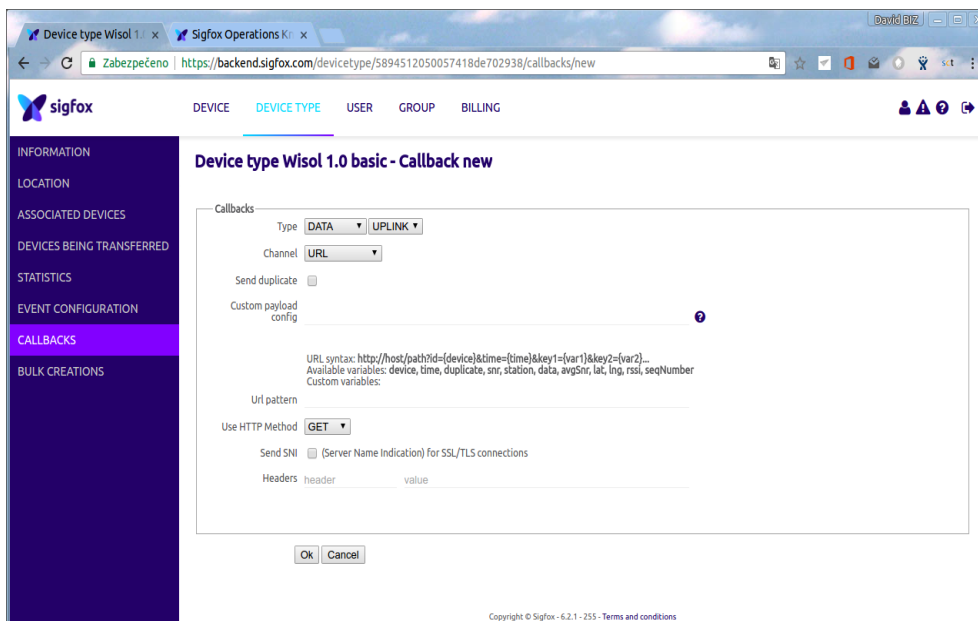 David BIZ
Device type Wisol 1.
Sigfox Operations Kr
Zabezpečeno | https://backend.sigfox.com/devicetype/5894512050057418de702938/callbacks/new
sigfox
DEVICE DEVICE TYPE USER GROUP BILLING
INFORMATION
LOCATION
ASSOCIATED DEVICES
DEVICES BEING TRANSFERRED
STATISTICS
EVENT CONFIGURATION
CALLBACKS
BULK CREATIONS
Device type Wisol 1.0 basic - Callback new
Callbacks
Type DATA UPLINK
Channel URL
Send duplicate
Custom payload
config
URL syntax: http://host/path?id={device}&time={time}&key1={var1}&key2={var2}...
Available variables: device, time, duplicate, snr, station, data, avgSnr, lat, lng, rssi, seqNumber
Custom variables:
Url pattern
Use HTTP Method GET
Send SNI (Server Name Indication) for SSL/TLS connections
Headers header value
Ok Cancel
Copyright © Sigfox - 6.2.1 - 255 - Terms and conditions